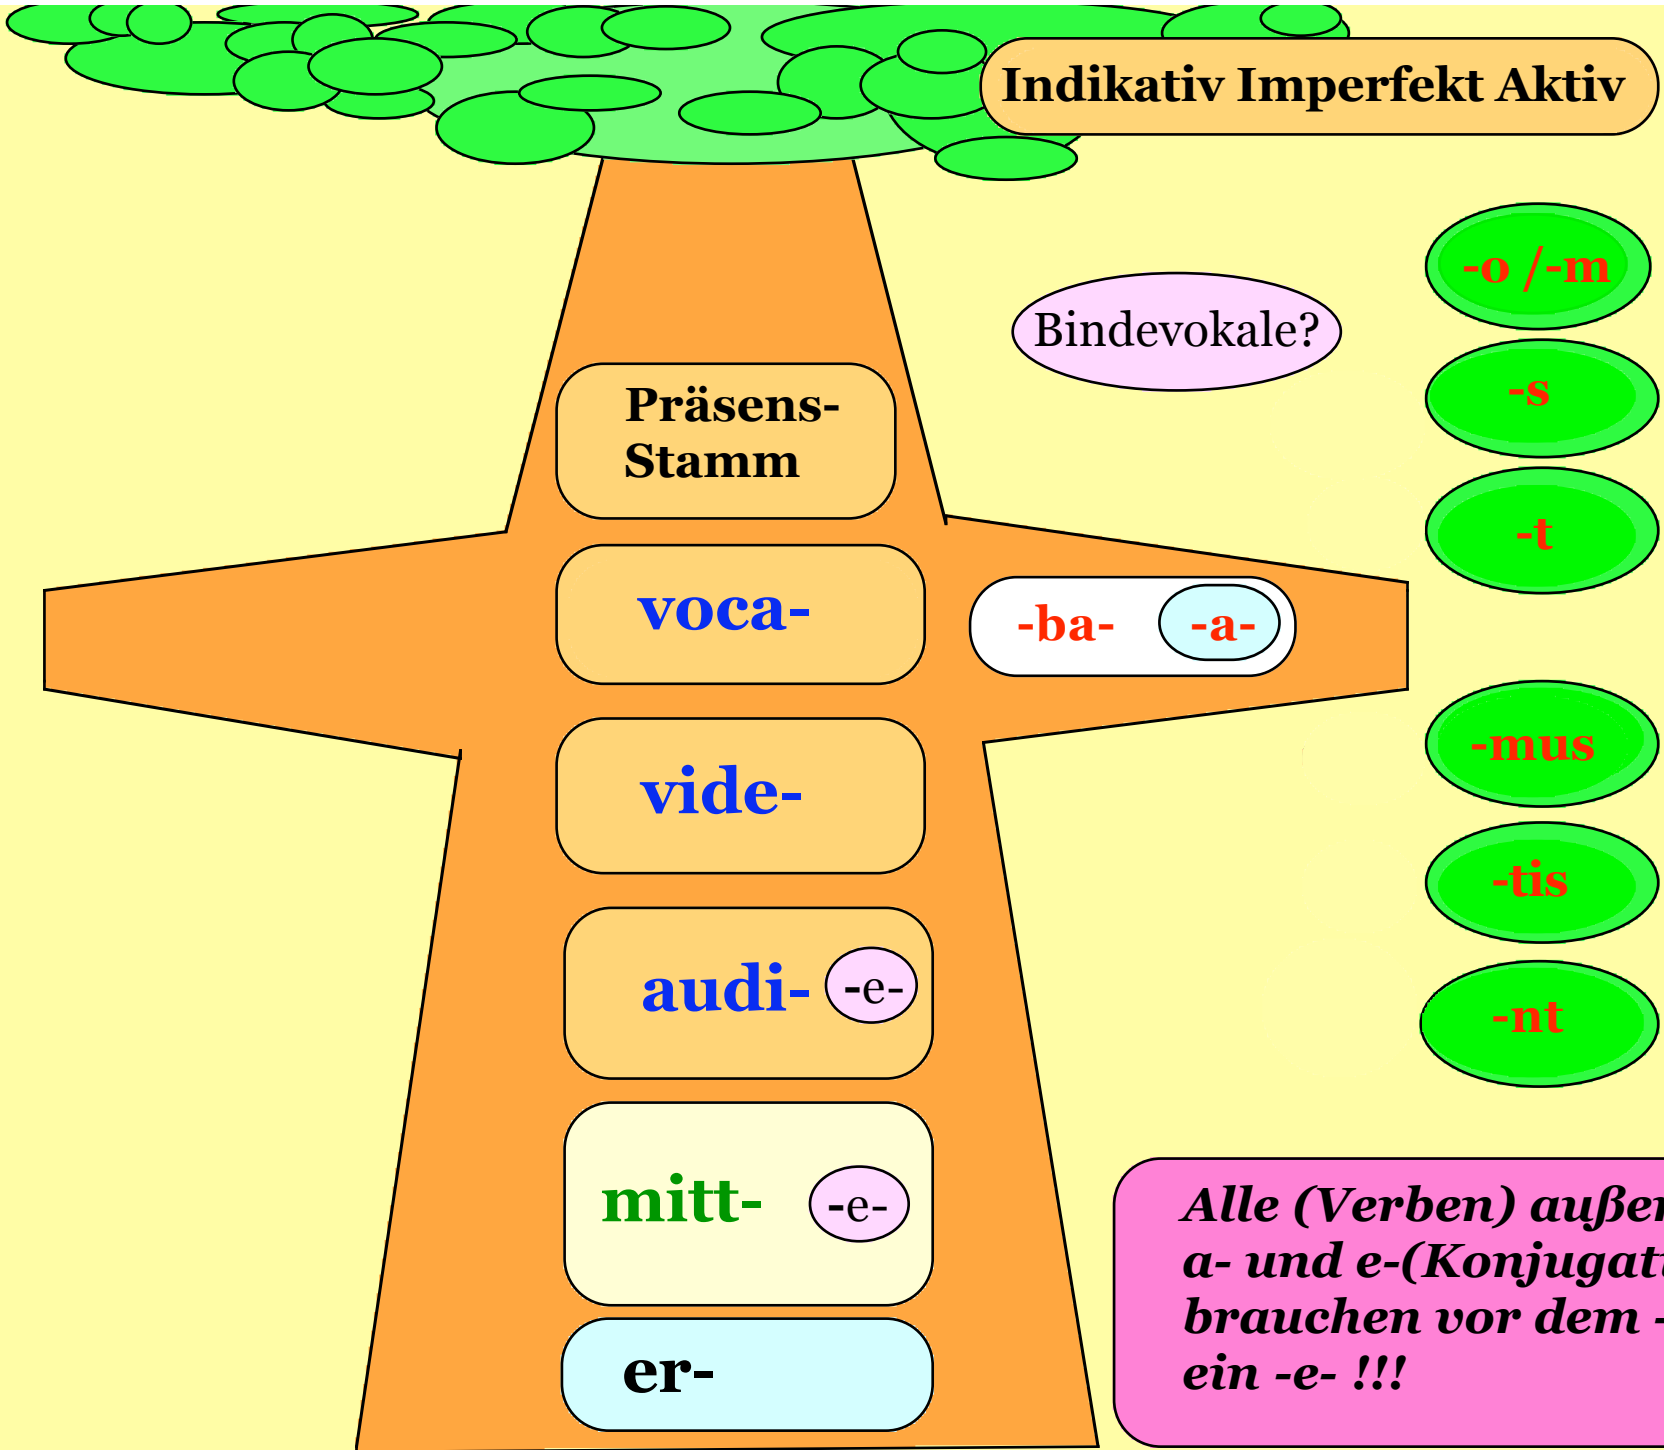 Indikativ Imperfekt Aktiv
-o /-m
Bindevokale?
-s
Präsens-
Stamm
-t
voca-
-ba- -a-
-mus
vide-
-tis
audi- -e-
-nt
mitt- -e-
Alle (Verben) außer
a- und e-(Konjugat
brauchen vor dem -
ein -e- !!!
er-